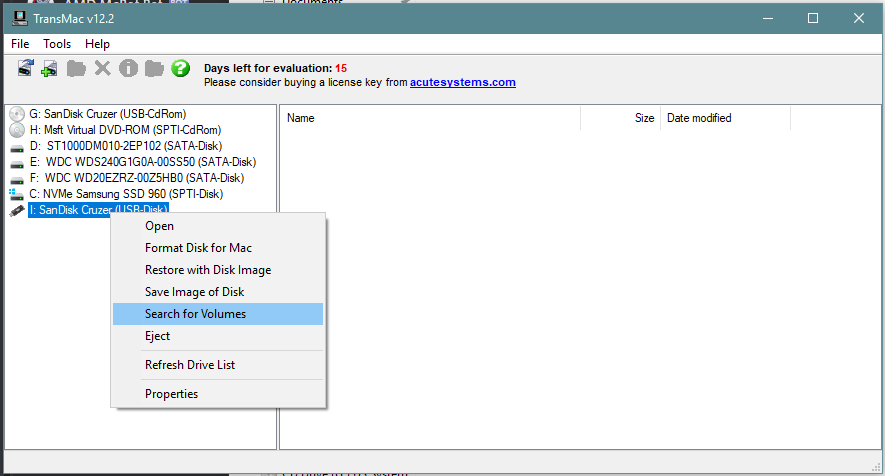 TransMac v12.2
File Tools Help
Days left for evaluation: 15
Please consider buying a license key from acutesystems.com
G: SanDisk Cruzer (USB-CdRom)
H: Msft Virtual DVD-ROM (SPTI-CdRom)
D: ST1000DM010-2EP102 (SATA-Disk)
E: WDC WDS240G1G0A-00SS50 (SATA-Disk)
F: WDC WD20EZRZ-00Z5HB0 (SATA-Disk)
C: NVMe Samsung SSD 960 (SPTI-Disk)
I: SanDisk Cruzer (USB-Disk)
Name Size Date modified
Open
Format Disk for Mac
Restore with Disk Image
Save Image of Disk
Search for Volumes
Eject
Refresh Drive List
Properties